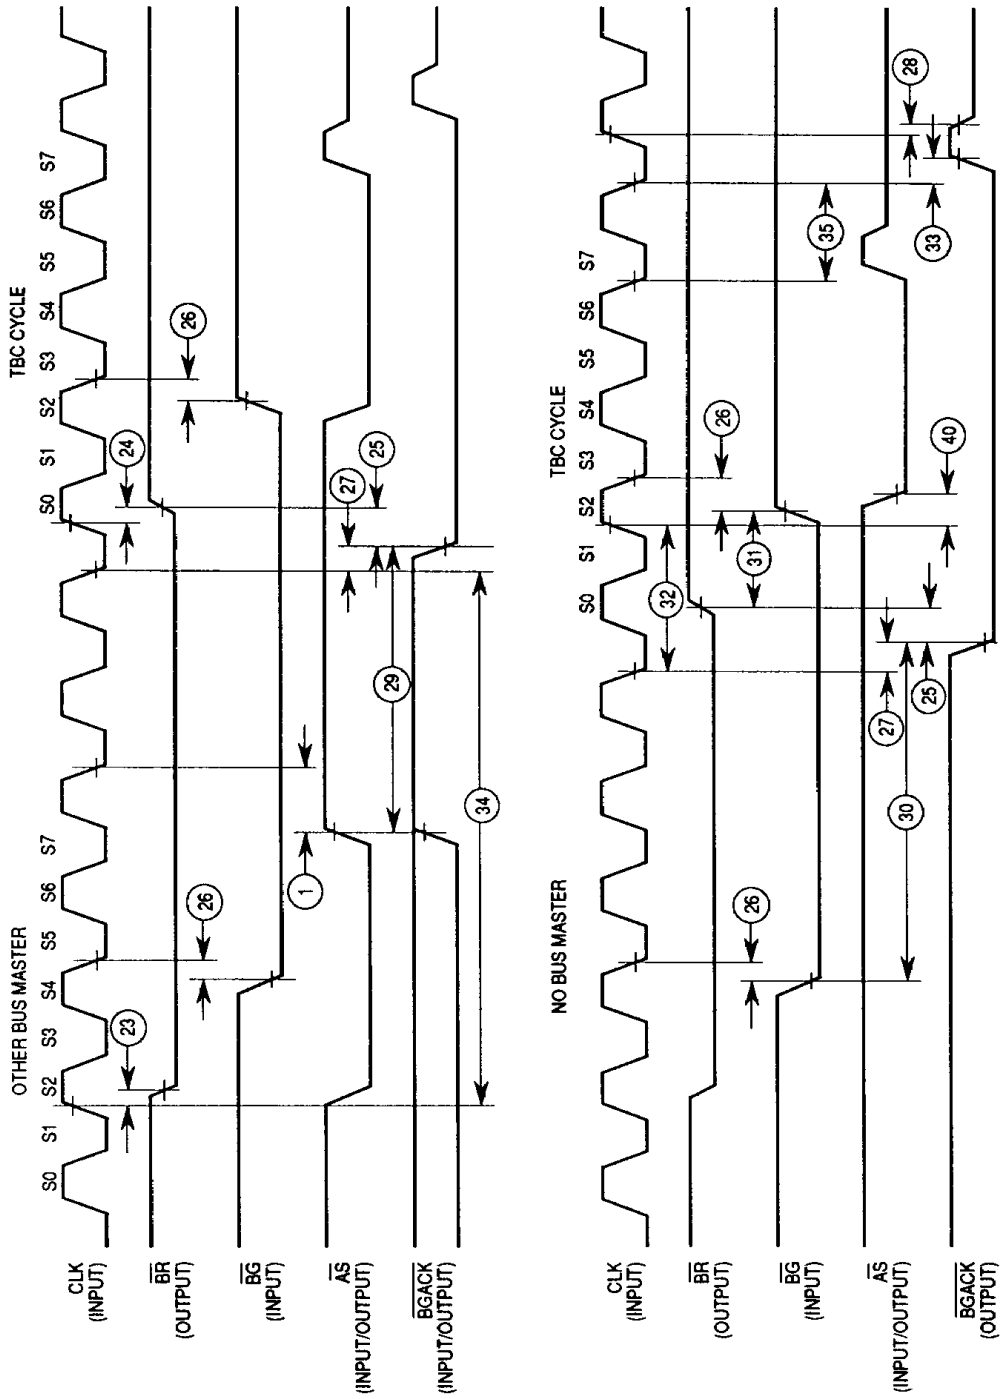 OTHER BUS MASTER
TBC CYCLE
S0 S1 S2 S3 S4 S5 S6 S7 S0 S1 S2 S3 S4 S5 S6 S7
CLK
(INPUT)
BR
(OUTPUT)
23
24
BG
(INPUT)
26
26
AS
(INPUT/OUTPUT)
1
27
25
BGACK
(INPUT/OUTPUT)
29
34
NO BUS MASTER
TBC CYCLE
S0 S1 S2 S3 S4 S5 S6 S7
CLK
(INPUT)
BR
(OUTPUT)
32
26
BG
(INPUT)
26
31
35
AS
(INPUT/OUTPUT)
27
28
30
25
40
33
BGACK
(OUTPUT)